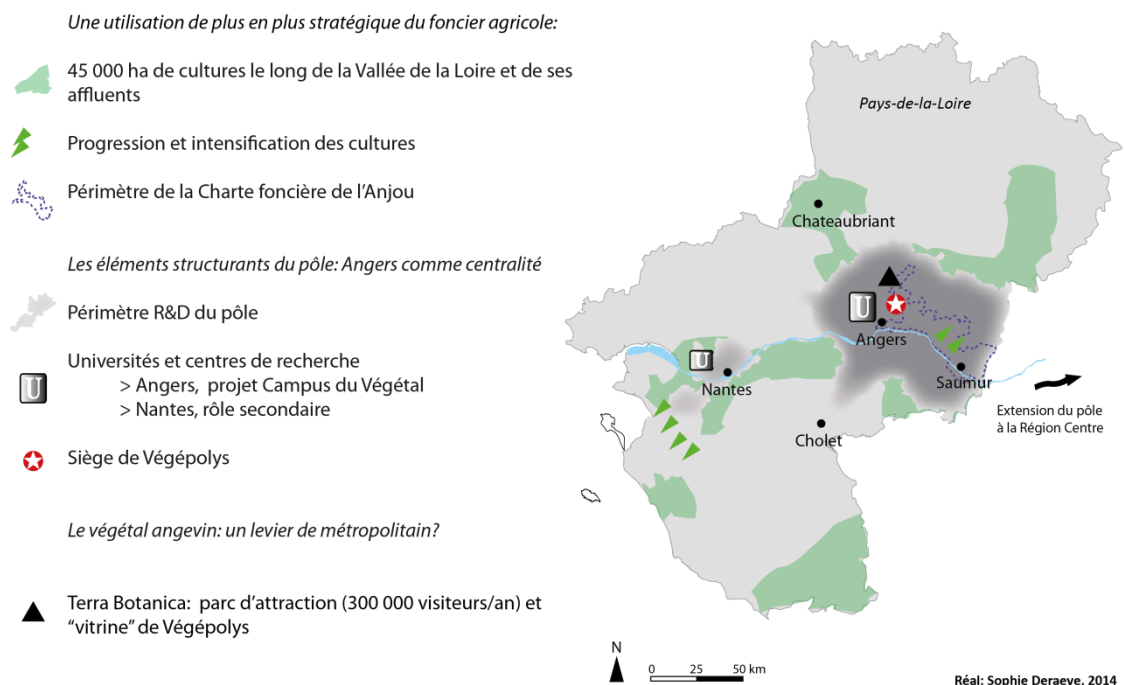 Une utilisation de plus en plus stratégique du foncier agricole:
45 000 ha de cultures le long de la Vallée de la Loire et de ses
affluents
Progression et intensification des cultures
Périmètre de la Charte foncière de l'Anjou
Les éléments structurants du pôle: Angers comme centralité
Périmètre R&D du pôle
Universités et centres de recherche
> Angers, projet Campus du Végétal
> Nantes, rôle secondaire
U
Siège de Végépolys
Le végétal angevin: un levier de métropolitain?
Terra Botanica: parc d'attraction (300 000 visiteurs/an) et
"vitrine" de Végépolys
Pays-de-la-Loire
Chateaubriant
U
Angers
U
Nantes
Saumur
Cholet
Extension du pôle
à la Région Centre
N
0 25 50 km
Réal: Sophie Deraeve, 2014